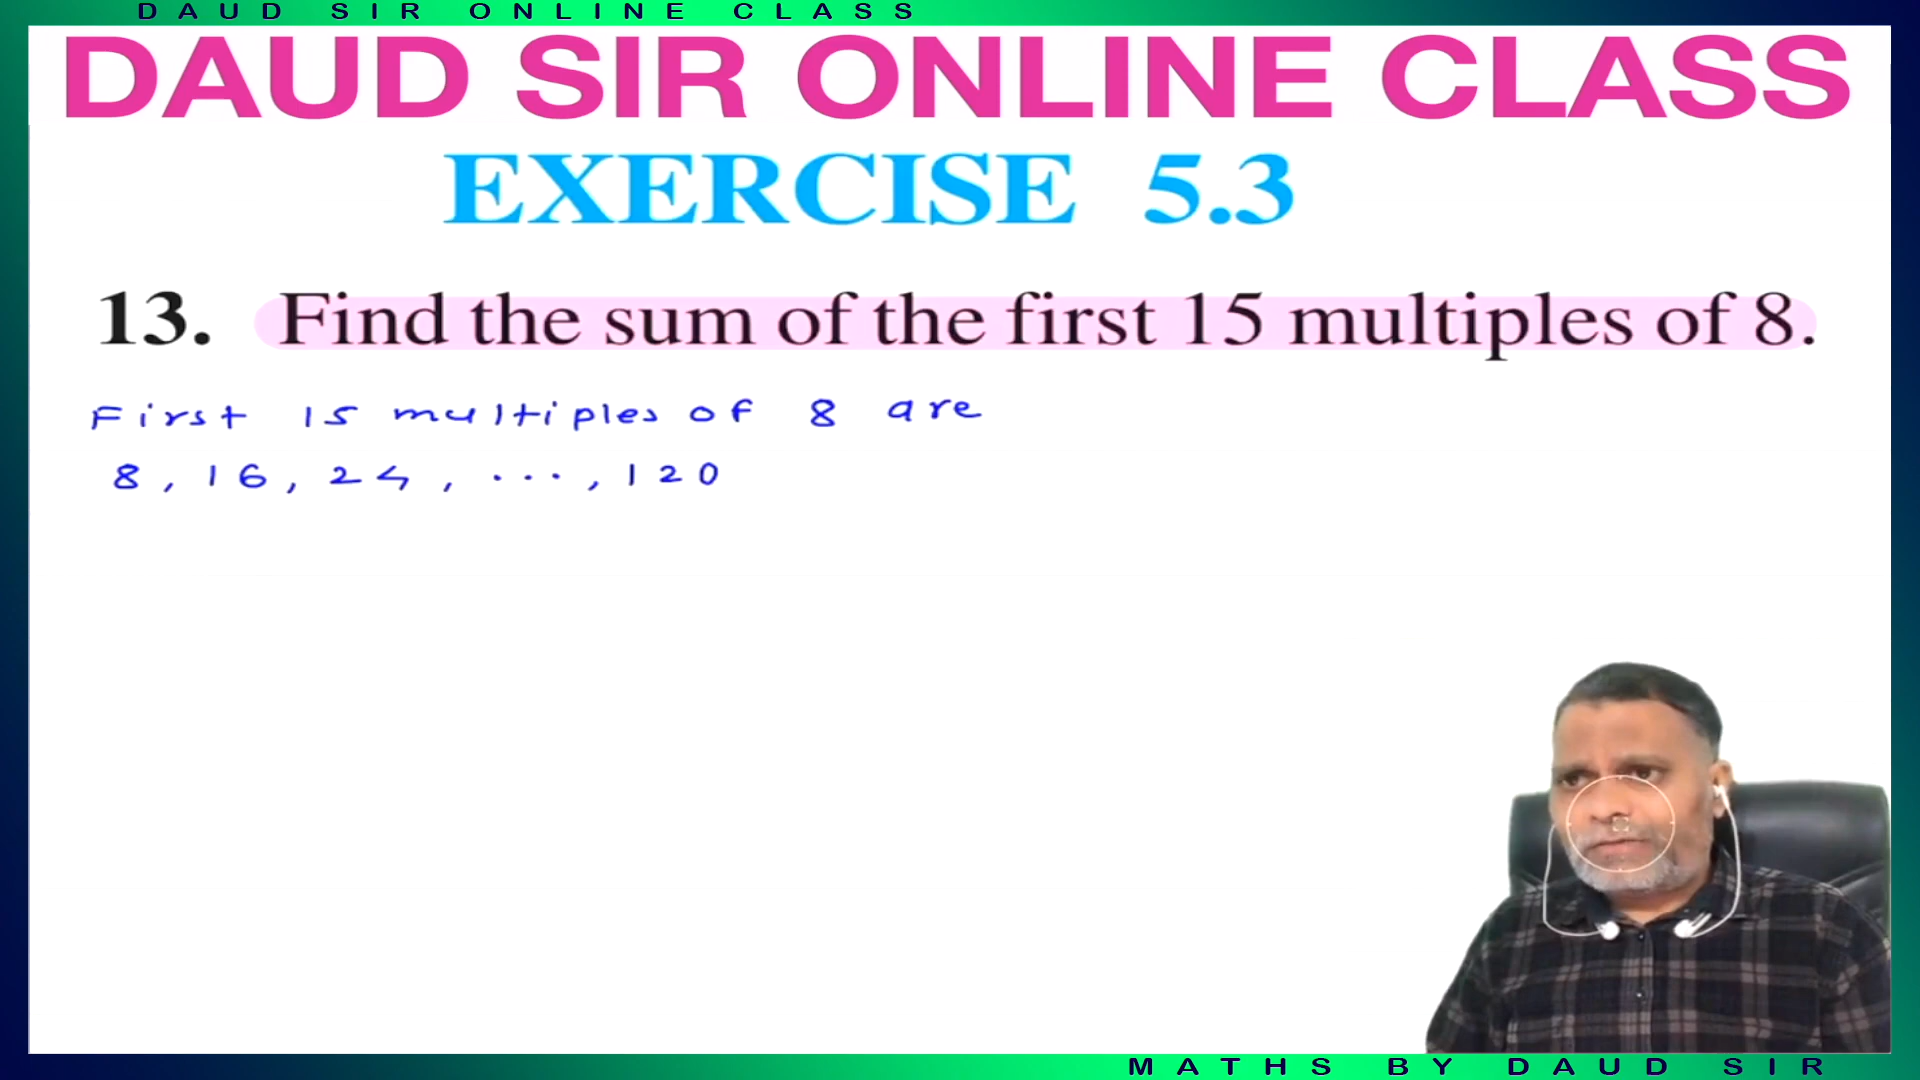 DAUD SIR ONLINE CLASS
DAUD SIR ONLINE CLASS
EXERCISE 5.3
13. Find the sum of the first 15 multiples of 8.
First 15 multiples of 8 are
8, 16, 24, ..., 120
MATHS BY DAUD SIR